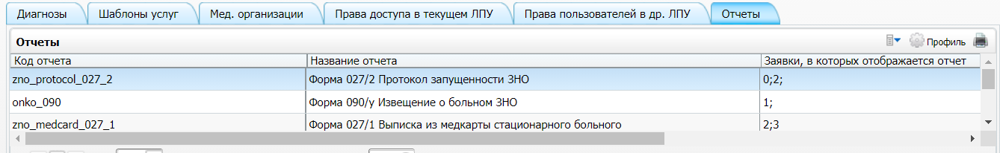 Диагнозы Шаблоны услуг Мед. организации Права доступа в текущем ЛПУ Права пользователей в др. ЛПУ Отчеты
Отчеты Профиль
Код отчета Название отчета Заявки, в которых отображается отчет
zno_protocol_027_2 Форма 027/2 Протокол запущенности ЗНО 0;2;
onko_090 Форма 090/у Извещение о больном ЗНО 1;
zno_medcard_027_1 Форма 027/1 Выписка из медкарты стационарного больного 2;3